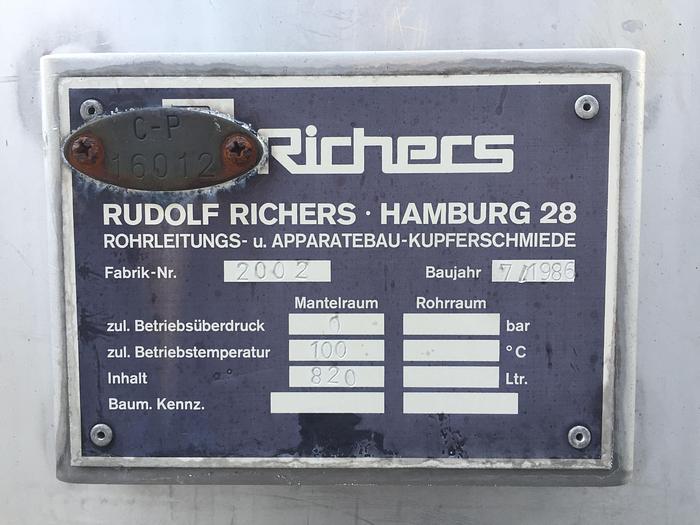 C-P
16012
Richers
RUDOLF RICHERS · HAMBURG 28
ROHRLEITUNGS- u. APPARATEBAU-KUPFERSCHMIEDE
Fabrik-Nr. 2002 Baujahr 7/1986
Mantelraum Rohrraum
zul. Betriebsüberdruck 0 bar
zul. Betriebstemperatur 100 °C
Inhalt 820 Ltr.
Baum. Kennz.